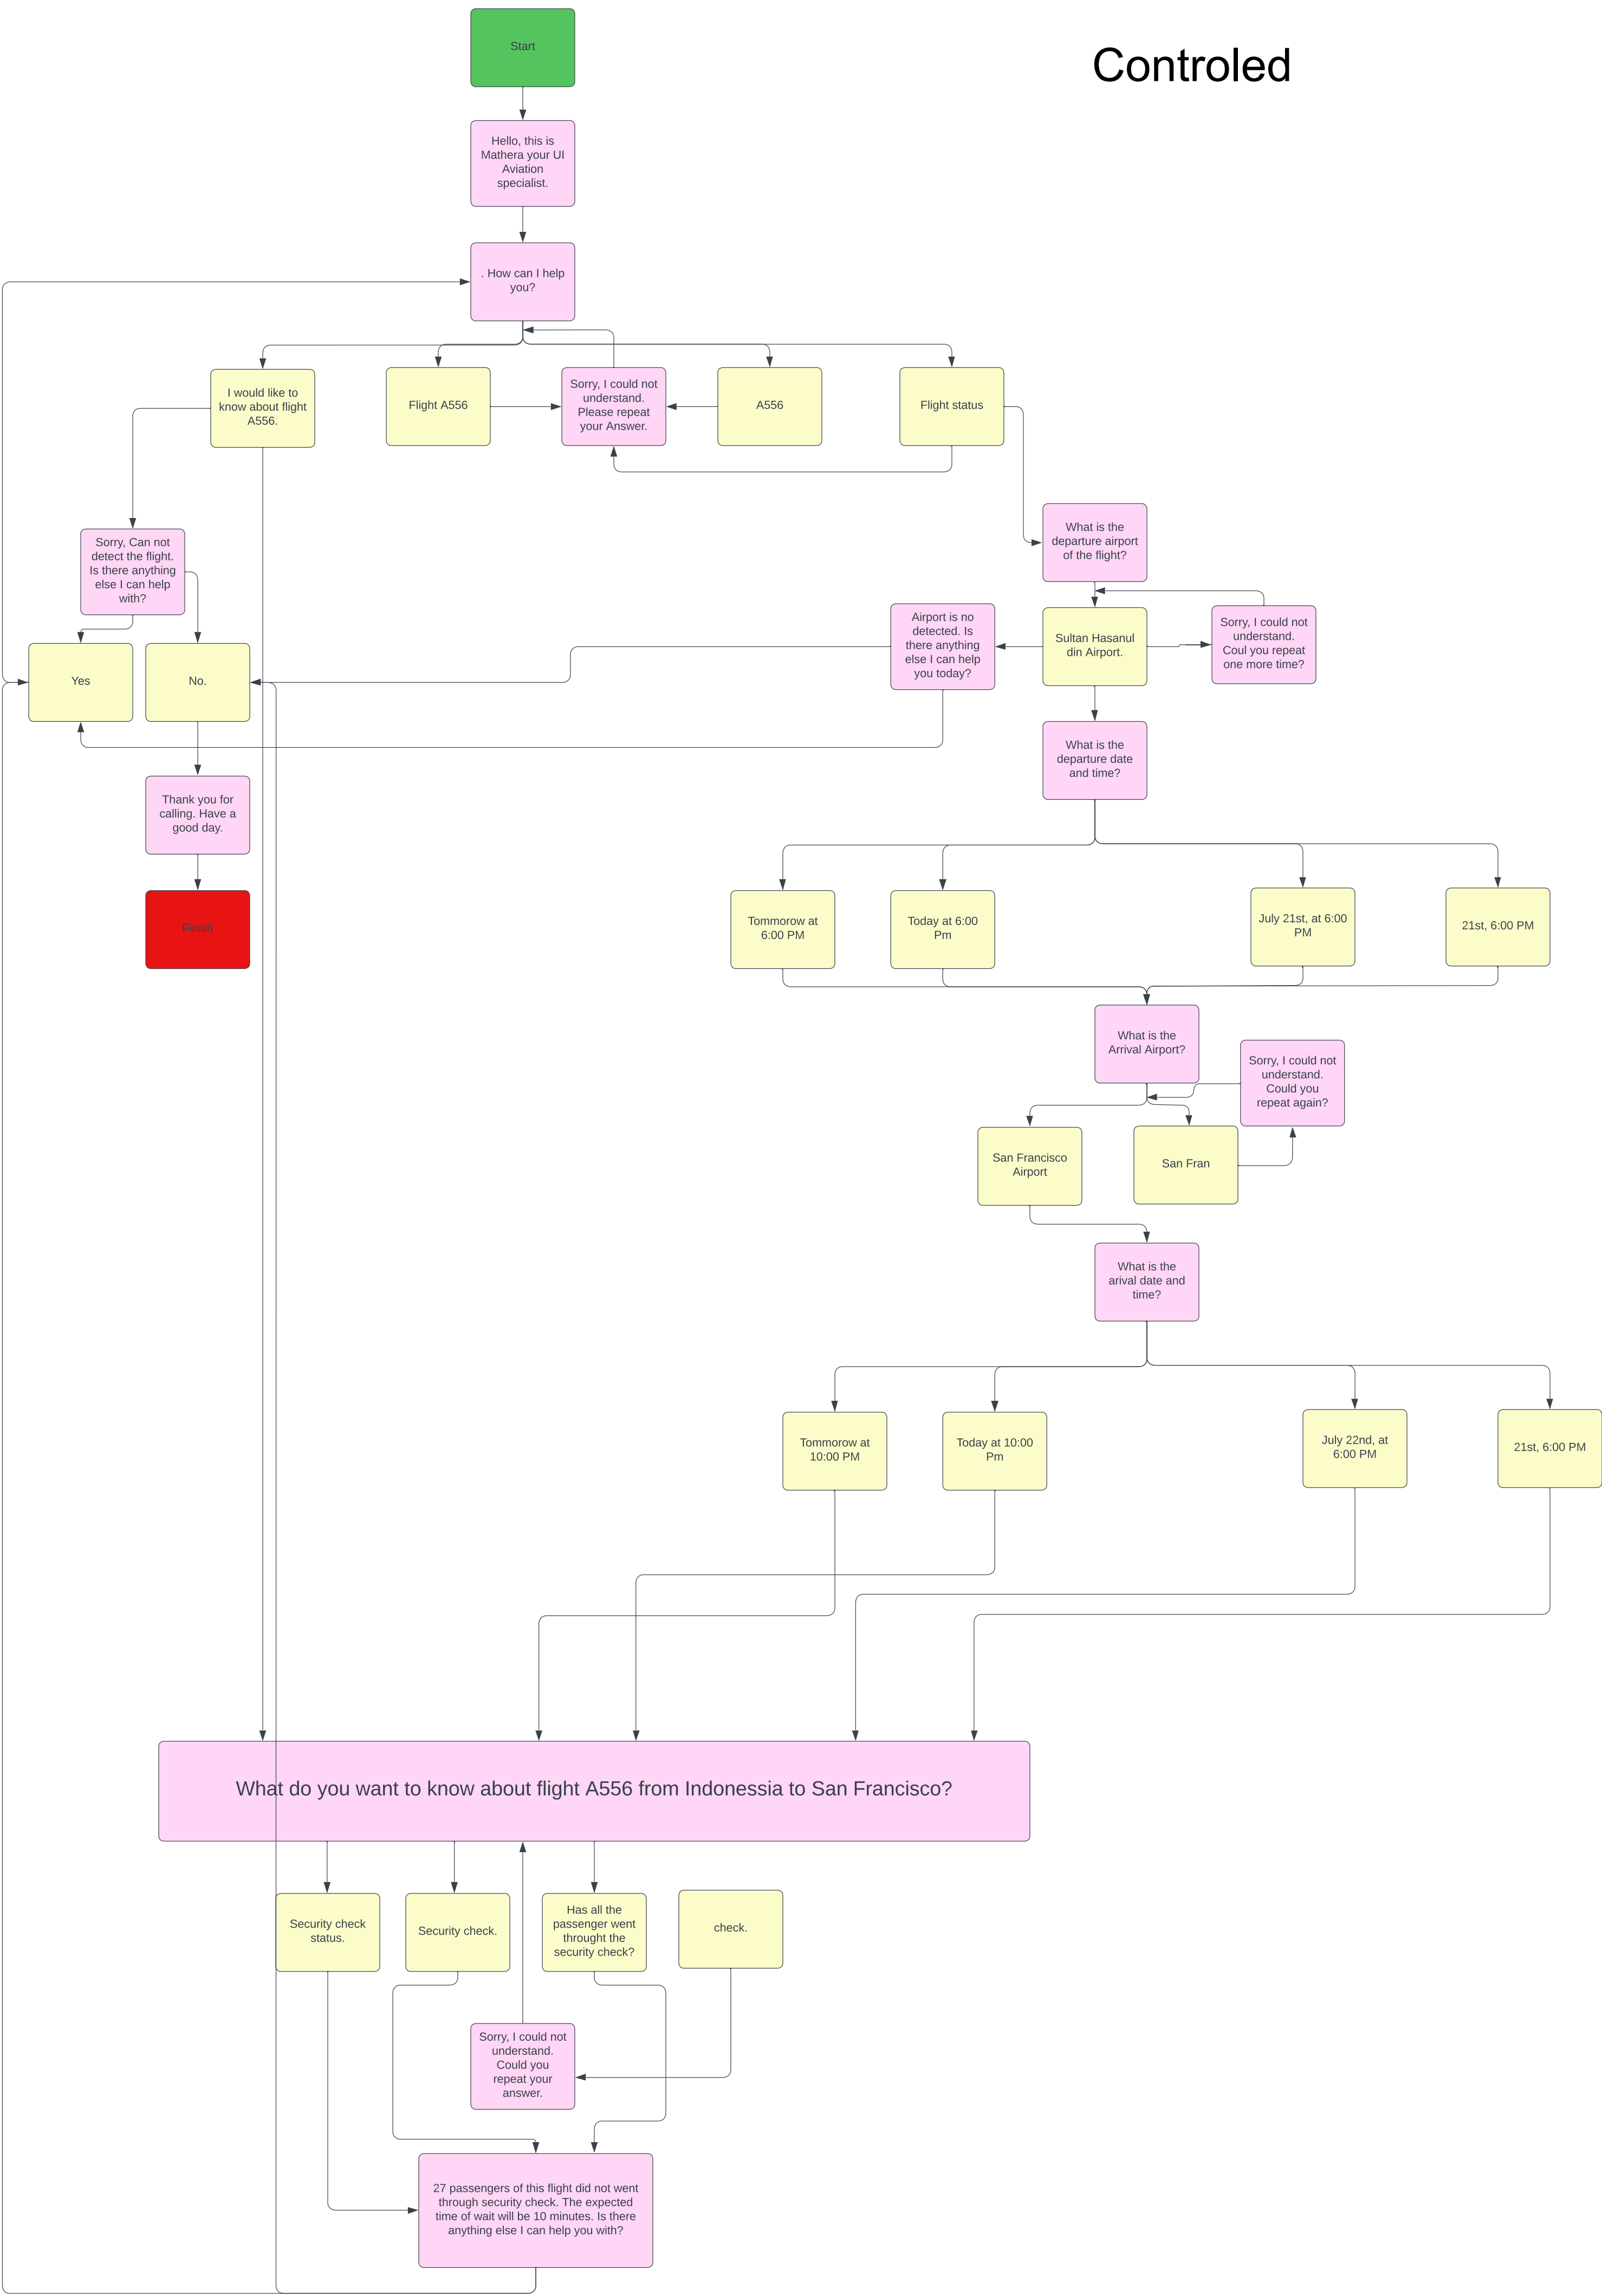 Start
Controled
Hello, this is
Mathera your UI
Aviation
specialist.
. How can I help
you?
I would like to
know about flight
A556.
Flight A556
Sorry, I could not
understand.
Please repeat
your Answer.
A556
Flight status
What is the
departure airport
of the flight?
Sorry, Can not
detect the flight.
Is there anything
else I can help
with?
Airport is no
detected. Is
there anything
else I can help
you today?
Sultan Hasanul
din Airport.
Sorry, I could not
understand.
Coul you repeat
one more time?
Yes
No.
What is the
departure date
and time?
Thank you for
calling. Have a
good day.
Finish
Tommorow at
6:00 PM
Today at 6:00
Pm
July 21st, at 6:00
PM
21st, 6:00 PM
What is the
Arrival Airport?
Sorry, I could not
understand.
Could you
repeat again?
San Francisco
Airport
San Fran
What is the
arival date and
time?
Tommorow at
10:00 PM
Today at 10:00
Pm
July 22nd, at
6:00 PM
21st, 6:00 PM
What do you want to know about flight A556 from Indonessia to San Francisco?
Security check
status.
Security check.
Has all the
passenger went
throught the
security check?
check.
Sorry, I could not
understand.
Could you
repeat your
answer.
27 passengers of this flight did not went
through security check. The expected
time of wait will be 10 minutes. Is there
anything else I can help you with?